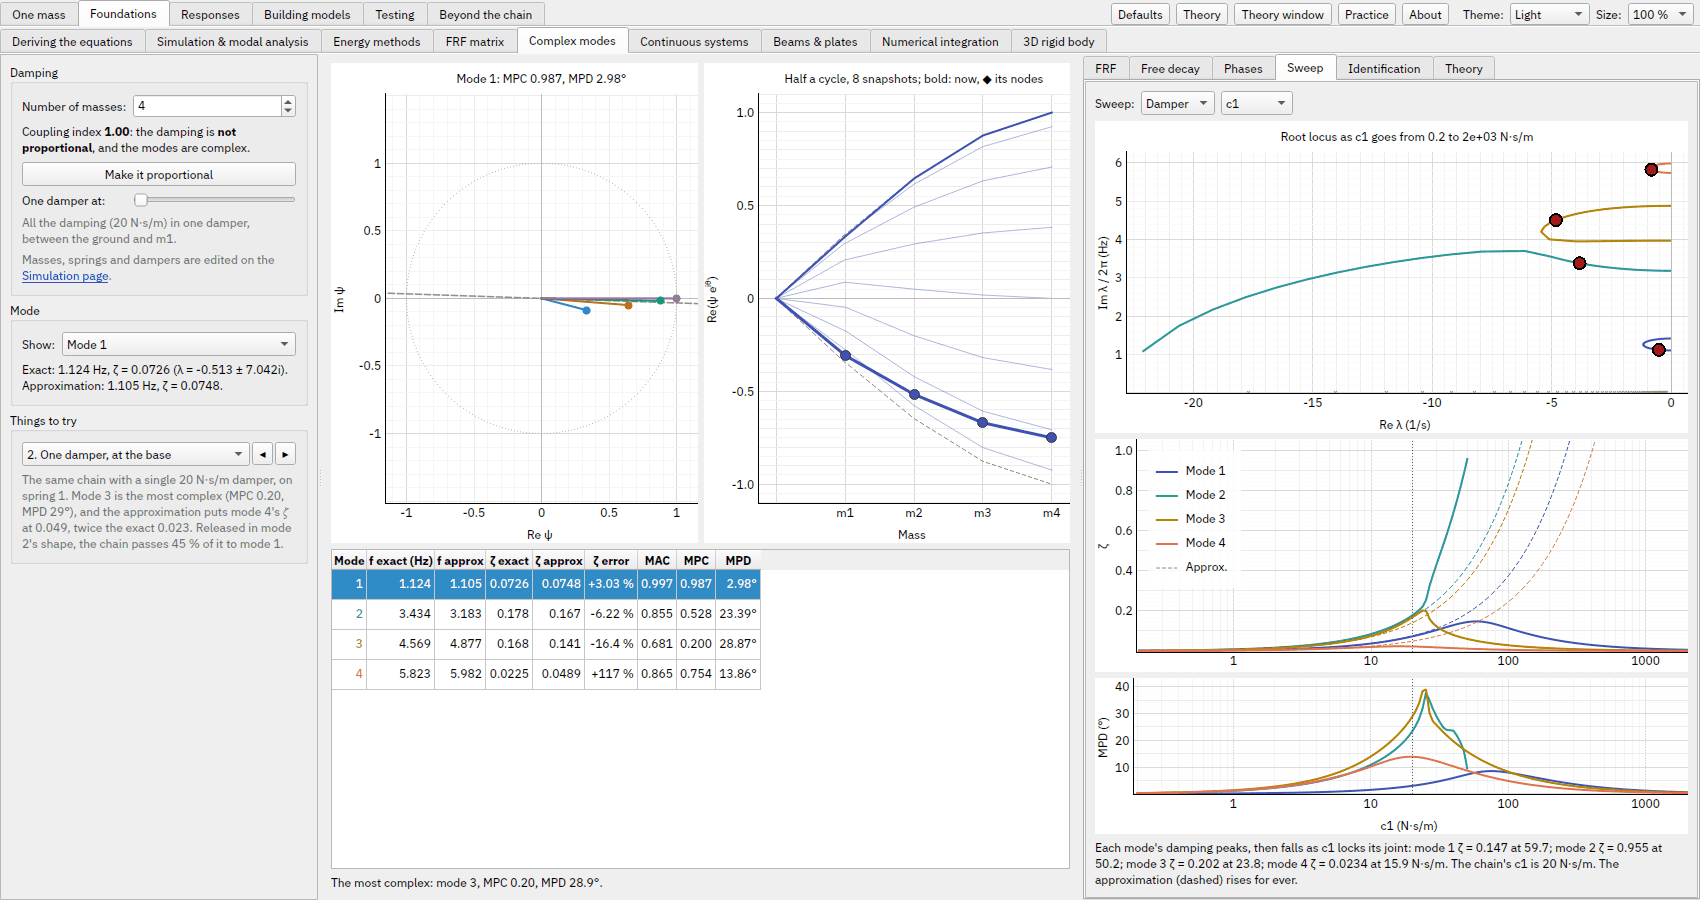 One mass Foundations Responses Building models Testing Beyond the chain Defaults Theory Theory window Practice About Theme: Light Size: 100 %
Deriving the equations Simulation & modal analysis Energy methods FRF matrix Complex modes Continuous systems Beams & plates Numerical integration 3D rigid body
Damping
Number of masses: 4
Coupling index 1.00: the damping is not
proportional, and the modes are complex.
Make it proportional
One damper at:
All the damping (20 N·s/m) in one damper,
between the ground and m1.
Masses, springs and dampers are edited on the
Simulation page.
Mode
Show: Mode 1
Exact: 1.124 Hz, ζ = 0.0726 (λ = -0.513 ± 7.042i).
Approximation: 1.105 Hz, ζ = 0.0748.
Things to try
2. One damper, at the base ◄ ►
The same chain with a single 20 N·s/m damper, on
spring 1. Mode 3 is the most complex (MPC 0.20,
MPD 29°), and the approximation puts mode 4's ζ
at 0.049, twice the exact 0.023. Released in mode
2's shape, the chain passes 45 % of it to mode 1.
Mode 1: MPC 0.987, MPD 2.98°
1
0.5
0
-0.5
-1
Im ψ
-1 -0.5 0 0.5 1
Re ψ
Half a cycle, 8 snapshots; bold: now, ◆ its nodes
1.0
0.5
0
-0.5
-1.0
Re(ψ e^iθ)
m1 m2 m3 m4
Mass
Mode f exact (Hz) f approx ζ exact ζ approx ζ error MAC MPC MPD
1 1.124 1.105 0.0726 0.0748 +3.03 % 0.997 0.987 2.98°
2 3.434 3.183 0.178 0.167 -6.22 % 0.855 0.528 23.39°
3 4.569 4.877 0.168 0.141 -16.4 % 0.681 0.200 28.87°
4 5.823 5.982 0.0225 0.0489 +117 % 0.865 0.754 13.86°
The most complex: mode 3, MPC 0.20, MPD 28.9°.
FRF Free decay Phases Sweep Identification Theory
Sweep: Damper c1
Root locus as c1 goes from 0.2 to 2e+03 N·s/m
6
5
4
3
2
1
Im λ / 2π (Hz)
-20 -15 -10 -5 0
Re λ (1/s)
1.0
0.8
0.6
0.4
0.2
ζ
Mode 1
Mode 2
Mode 3
Mode 4
Approx.
1 10 100 1000
40
30
20
10
MPD (°)
1 10 100 1000
c1 (N·s/m)
Each mode's damping peaks, then falls as c1 locks its joint: mode 1 ζ = 0.147 at 59.7; mode 2 ζ = 0.955 at
50.2; mode 3 ζ = 0.202 at 23.8; mode 4 ζ = 0.0234 at 15.9 N·s/m. The chain's c1 is 20 N·s/m. The
approximation (dashed) rises for ever.